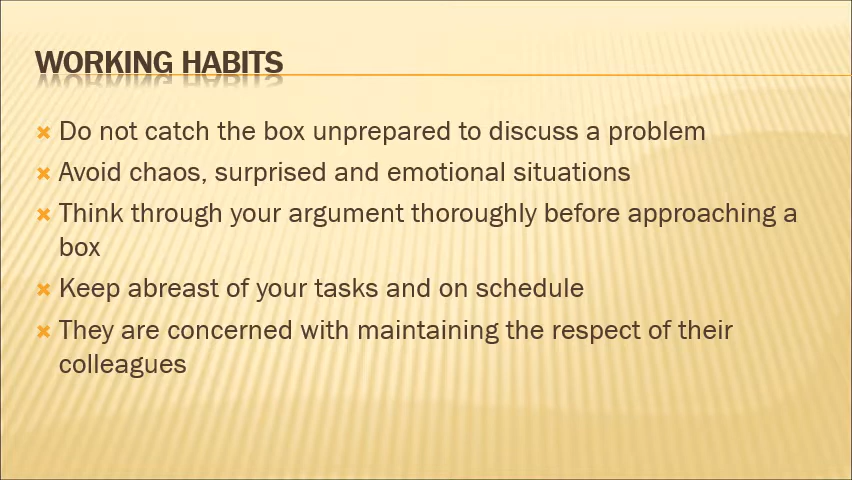 WORKING HABITS
Do not catch the box unprepared to discuss a problem
Avoid chaos, surprised and emotional situations
Think through your argument thoroughly before approaching a
box
Keep abreast of your tasks and on schedule
They are concerned with maintaining the respect of their
colleagues